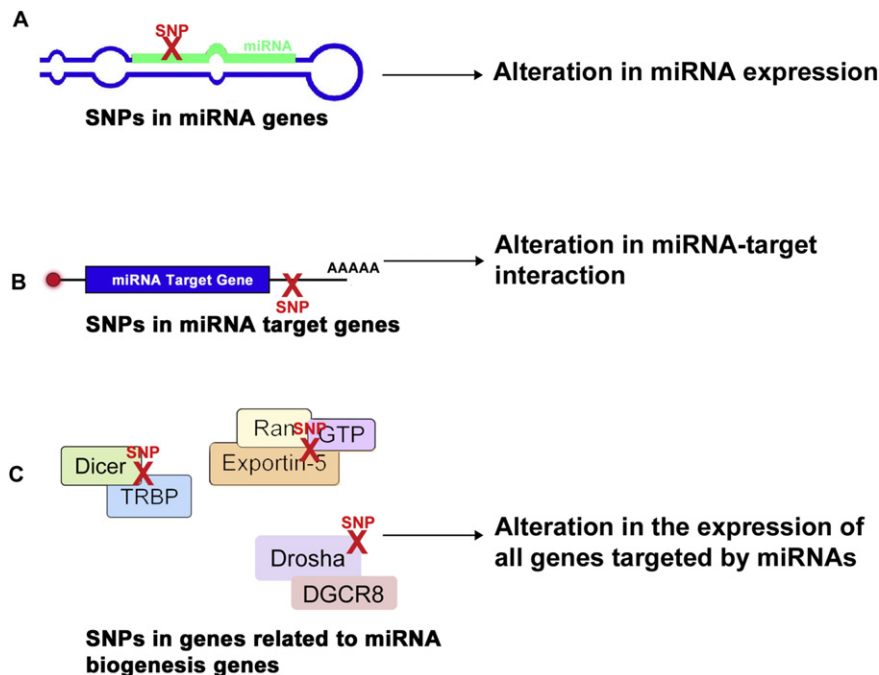 A
SNP
miRNA
SNPs in miRNA genes
Alteration in miRNA expression
B
miRNA Target Gene
AAAAA
SNP
SNPs in miRNA target genes
Alteration in miRNA-target
interaction
C
Dicer
SNP
TRBP
Ran
SNP
GTP
Exportin-5
SNP
Drosha
DGCR8
SNPs in genes related to miRNA
biogenesis genes
Alteration in the expression of
all genes targeted by miRNAs